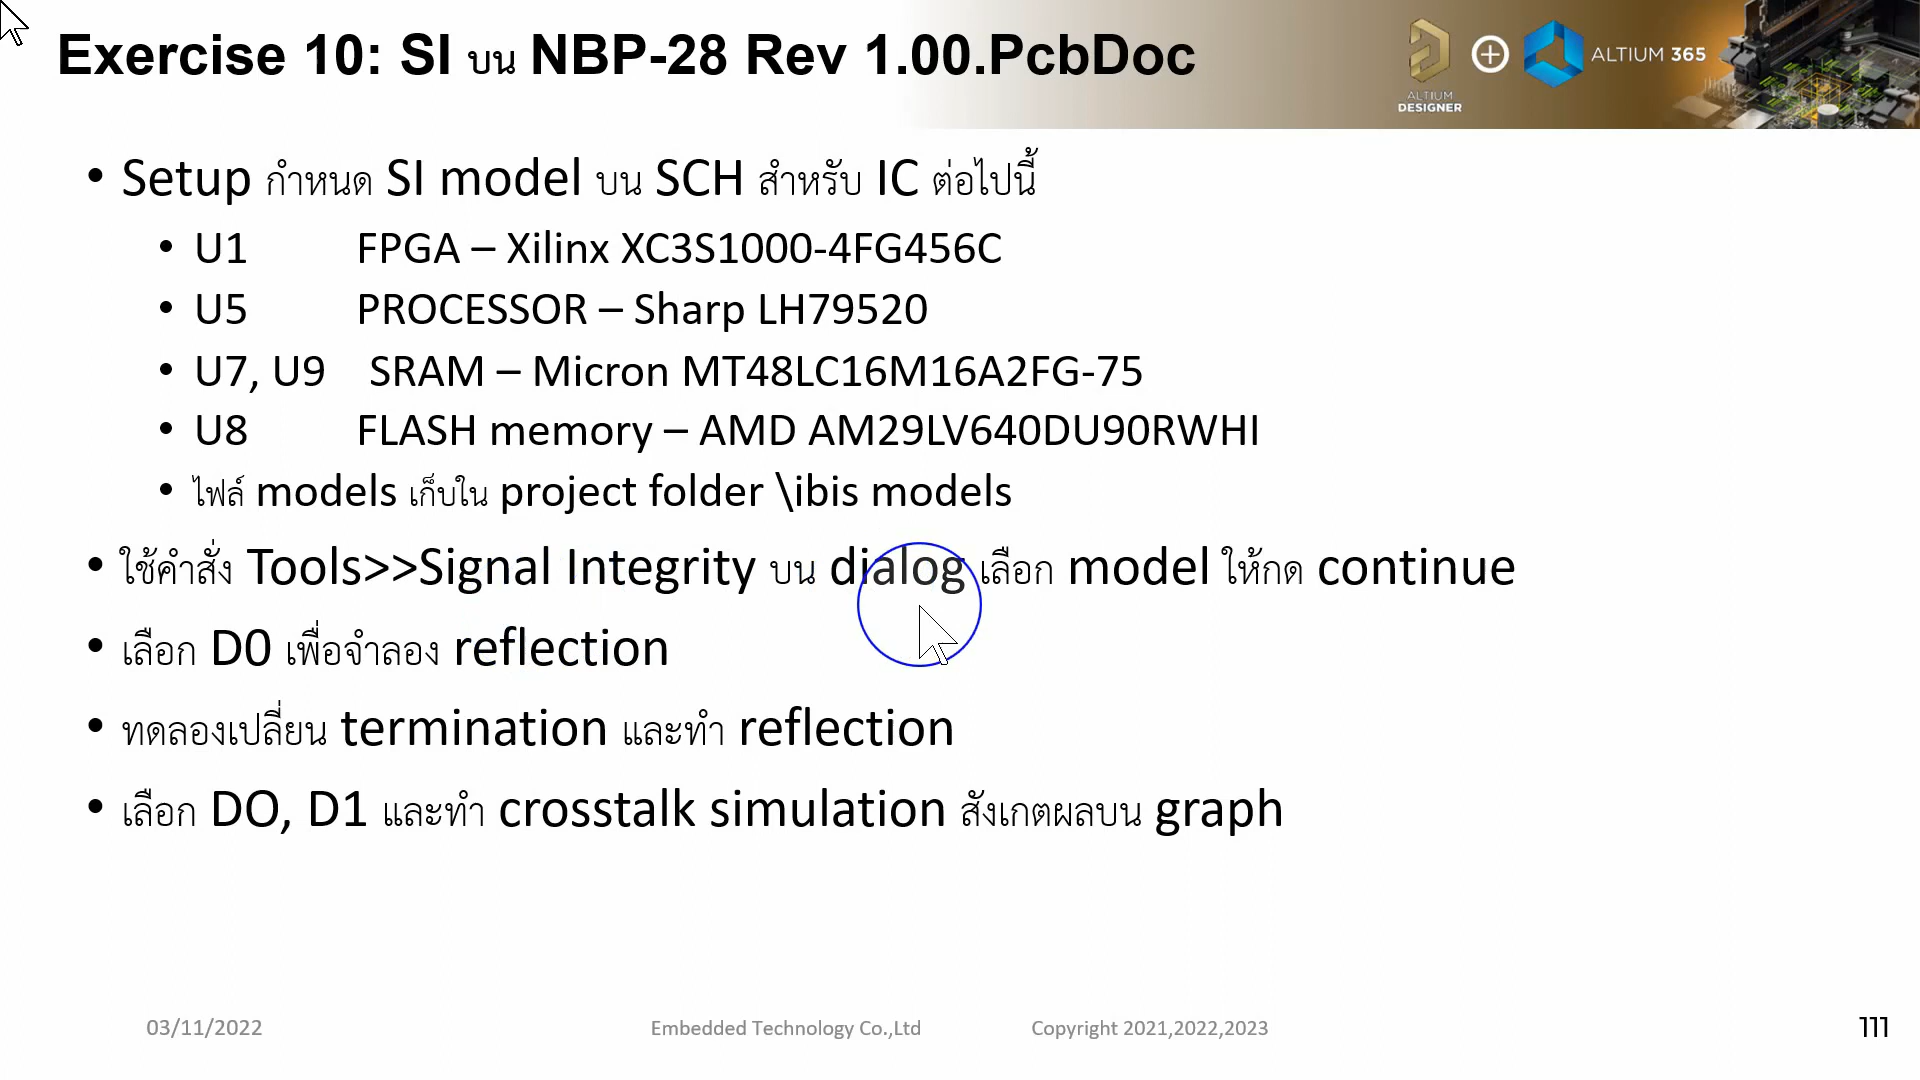 Exercise 10: SI บน NBP-28 Rev 1.00.PcbDoc
ALTIUM DESIGNER
ALTIUM 365
• Setup กำหนด SI model บน SCH สำหรับ IC ต่อไปนี้
• U1 FPGA – Xilinx XC3S1000-4FG456C
• U5 PROCESSOR – Sharp LH79520
• U7, U9 SRAM – Micron MT48LC16M16A2FG-75
• U8 FLASH memory – AMD AM29LV640DU90RWHI
• ไฟล์ models เก็บใน project folder \ibis models
• ใช้คำสั่ง Tools>>Signal Integrity บน dialog เลือก model ให้กด continue
• เลือก D0 เพื่อจำลอง reflection
• ทดลองเปลี่ยน termination และทำ reflection
• เลือก DO, D1 และทำ crosstalk simulation สังเกตผลบน graph
03/11/2022 Embedded Technology Co.,Ltd Copyright 2021,2022,2023 111